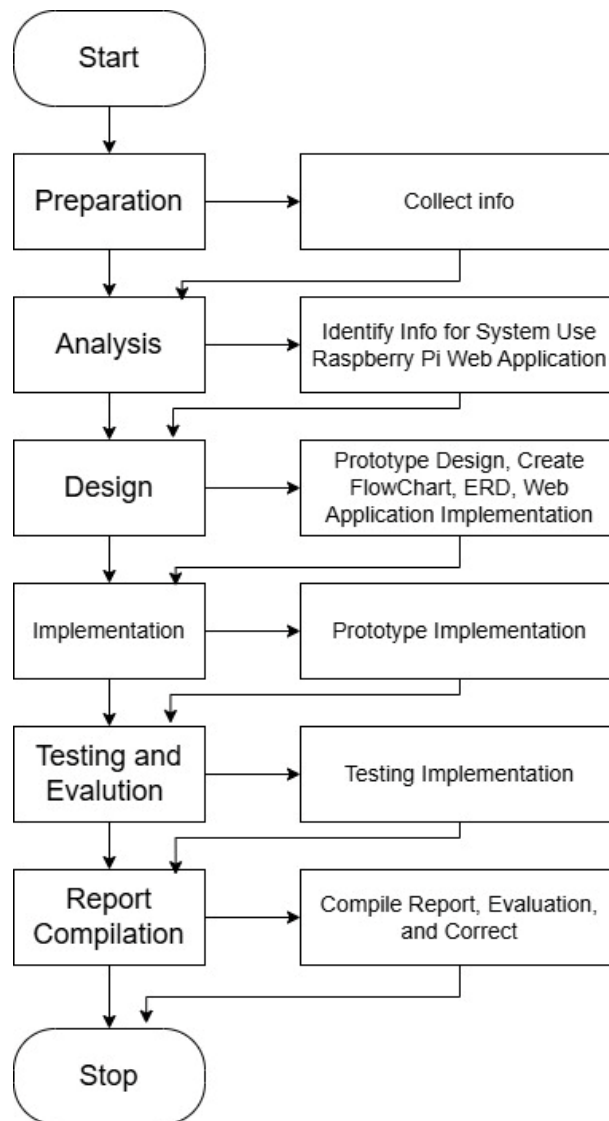 Start
Preparation
Collect info
Analysis
Identify Info for System Use
Raspberry Pi Web Application
Design
Prototype Design, Create
FlowChart, ERD, Web
Application Implementation
Implementation
Prototype Implementation
Testing and
Evalution
Testing Implementation
Report
Compilation
Compile Report, Evaluation,
and Correct
Stop